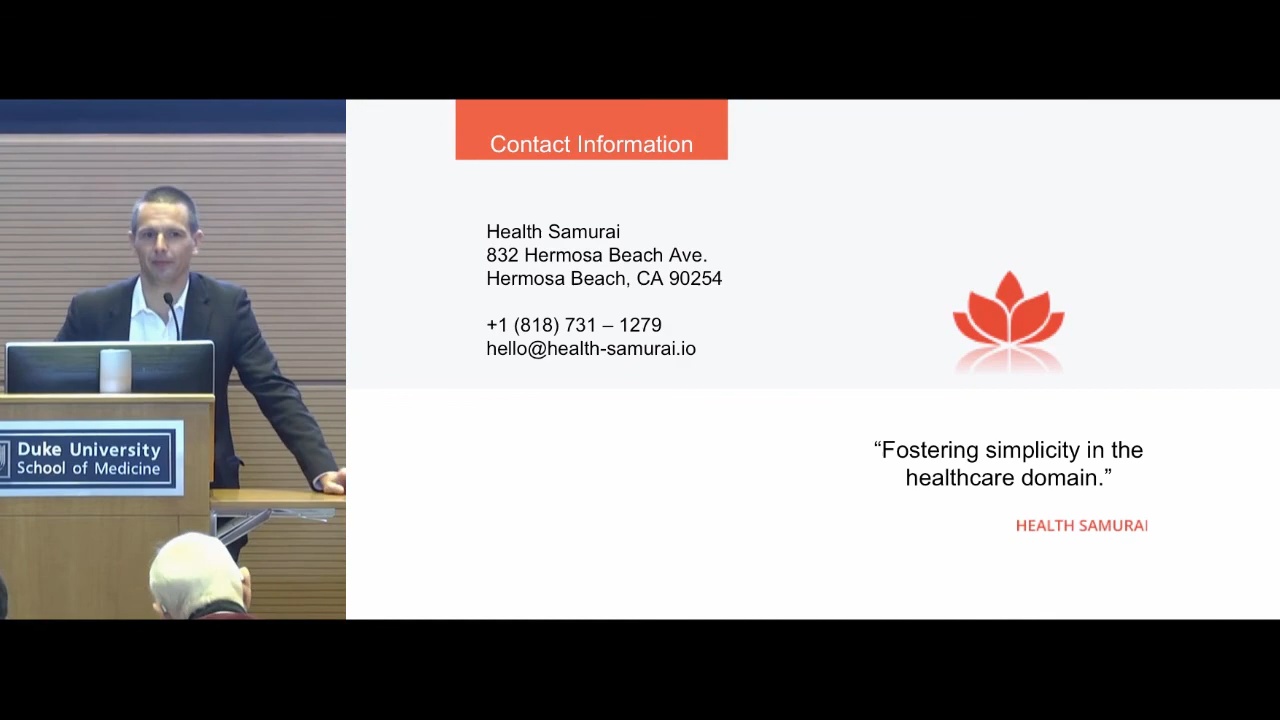 Contact Information
Health Samurai
832 Hermosa Beach Ave.
Hermosa Beach, CA 90254
+1 (818) 731 – 1279
hello@health-samurai.io
“Fostering simplicity in the
healthcare domain.”
HEALTH SAMURAI
Duke University
School of Medicine